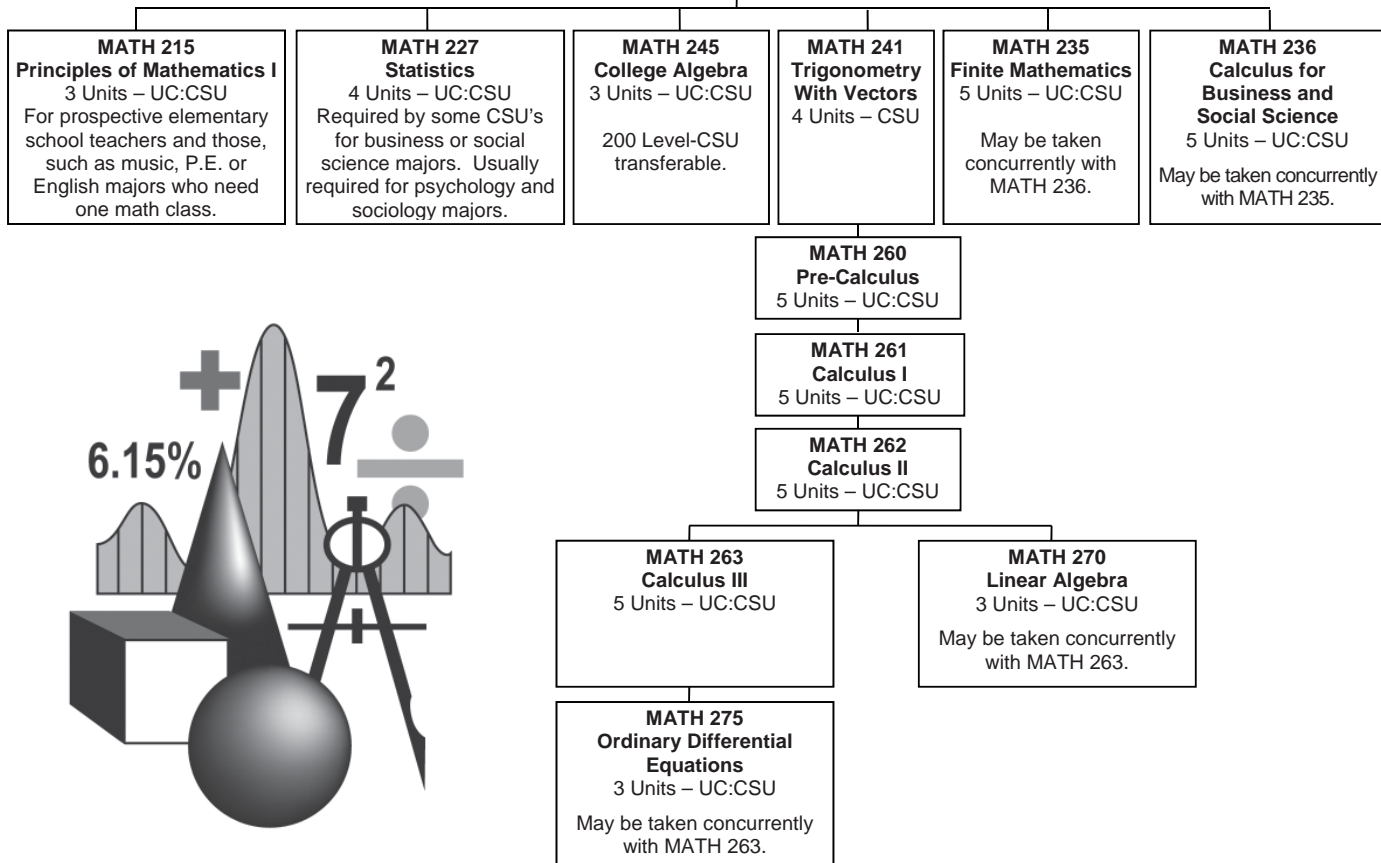 MATH 215
Principles of Mathematics I
3 Units – UC:CSU
For prospective elementary
school teachers and those,
such as music, P.E. or
English majors who need
one math class.
MATH 227
Statistics
4 Units – UC:CSU
Required by some CSU's
for business or social
science majors. Usually
required for psychology and
sociology majors.
MATH 245
College Algebra
3 Units – UC:CSU
200 Level-CSU
transferable.
MATH 241
Trigonometry
With Vectors
4 Units – CSU
MATH 235
Finite Mathematics
5 Units – UC:CSU
May be taken
concurrently with
MATH 236.
MATH 236
Calculus for
Business and
Social Science
5 Units – UC:CSU
May be taken concurrently
with MATH 235.
MATH 260
Pre-Calculus
5 Units – UC:CSU
MATH 261
Calculus I
5 Units – UC:CSU
MATH 262
Calculus II
5 Units – UC:CSU
MATH 263
Calculus III
5 Units – UC:CSU
MATH 270
Linear Algebra
3 Units – UC:CSU
May be taken concurrently
with MATH 263.
MATH 275
Ordinary Differential
Equations
3 Units – UC:CSU
May be taken concurrently
with MATH 263.
+
7²
÷
6.15%